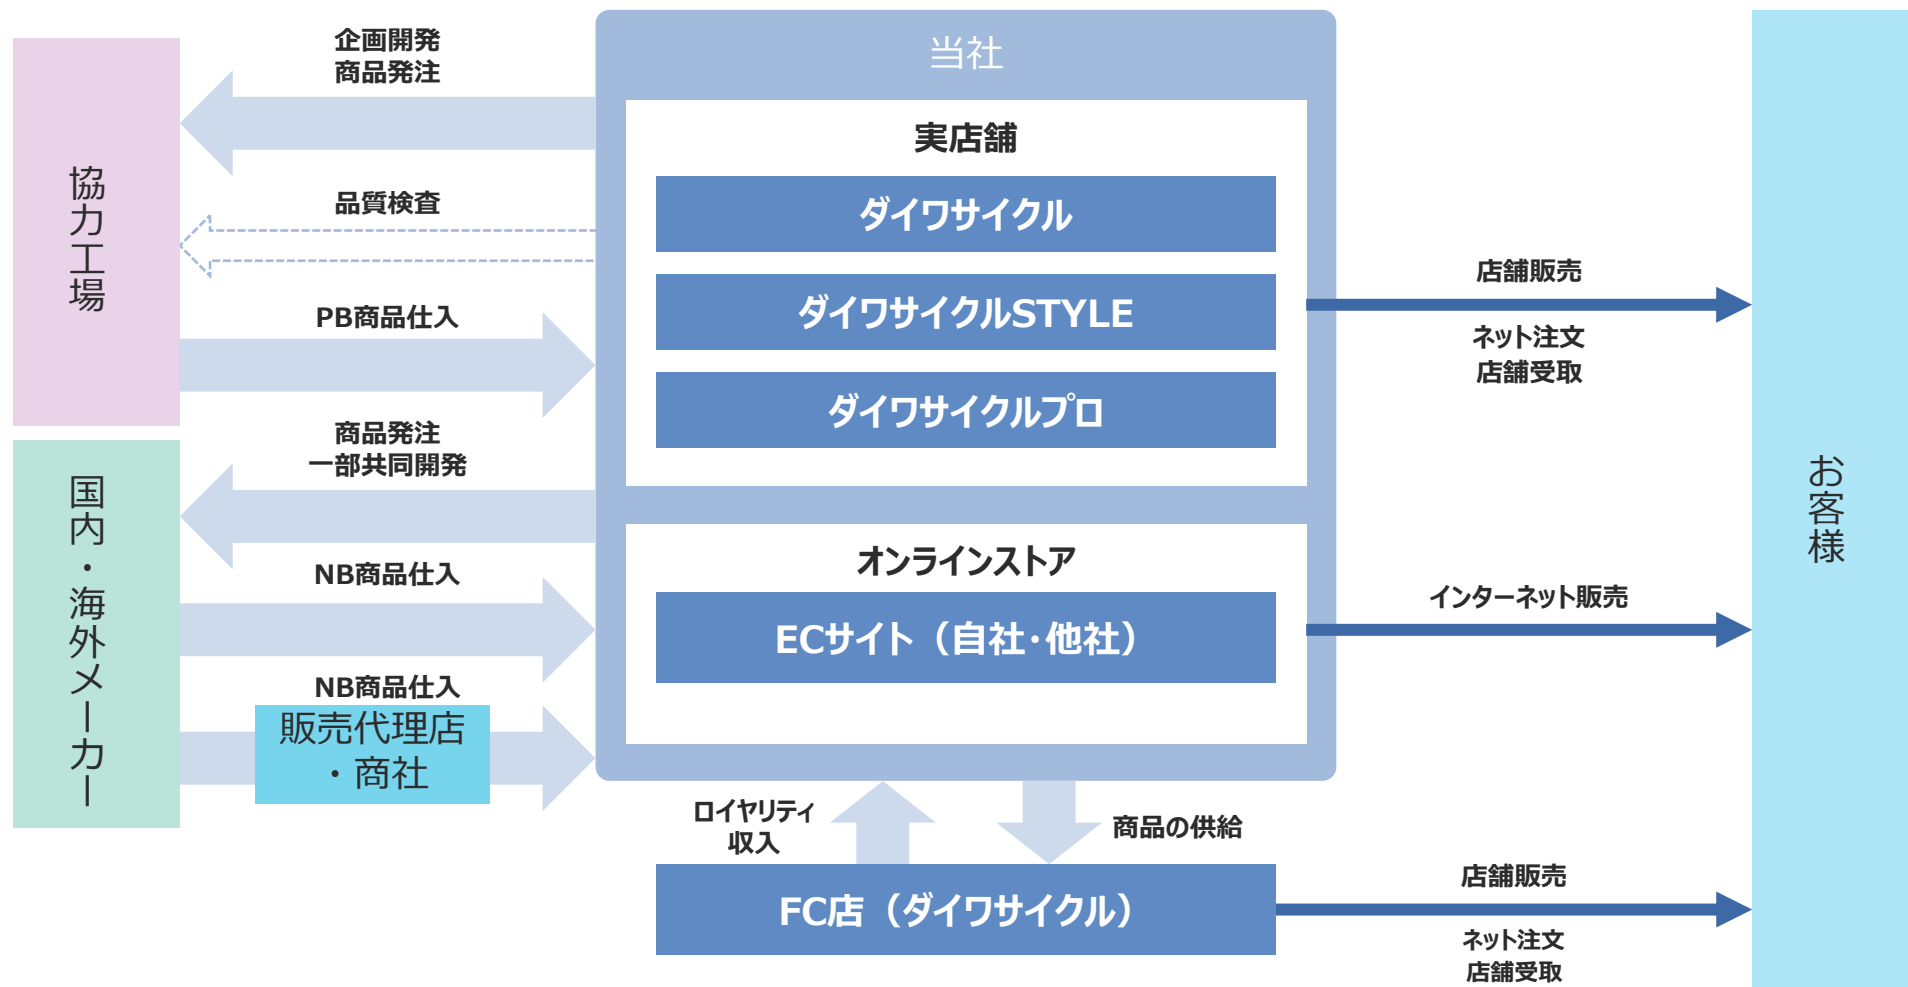 協力工場
国内・海外メーカー
企画開発
商品発注
品質検査
PB商品仕入
商品発注
一部共同開発
NB商品仕入
NB商品仕入
販売代理店
・商社
当社
実店舗
ダイワサイクル
ダイワサイクルSTYLE
ダイワサイクルプロ
オンラインストア
ECサイト（自社・他社）
ロイヤリティ
収入
商品の供給
FC店（ダイワサイクル）
店舗販売
ネット注文
店舗受取
インターネット販売
店舗販売
ネット注文
店舗受取
お客様